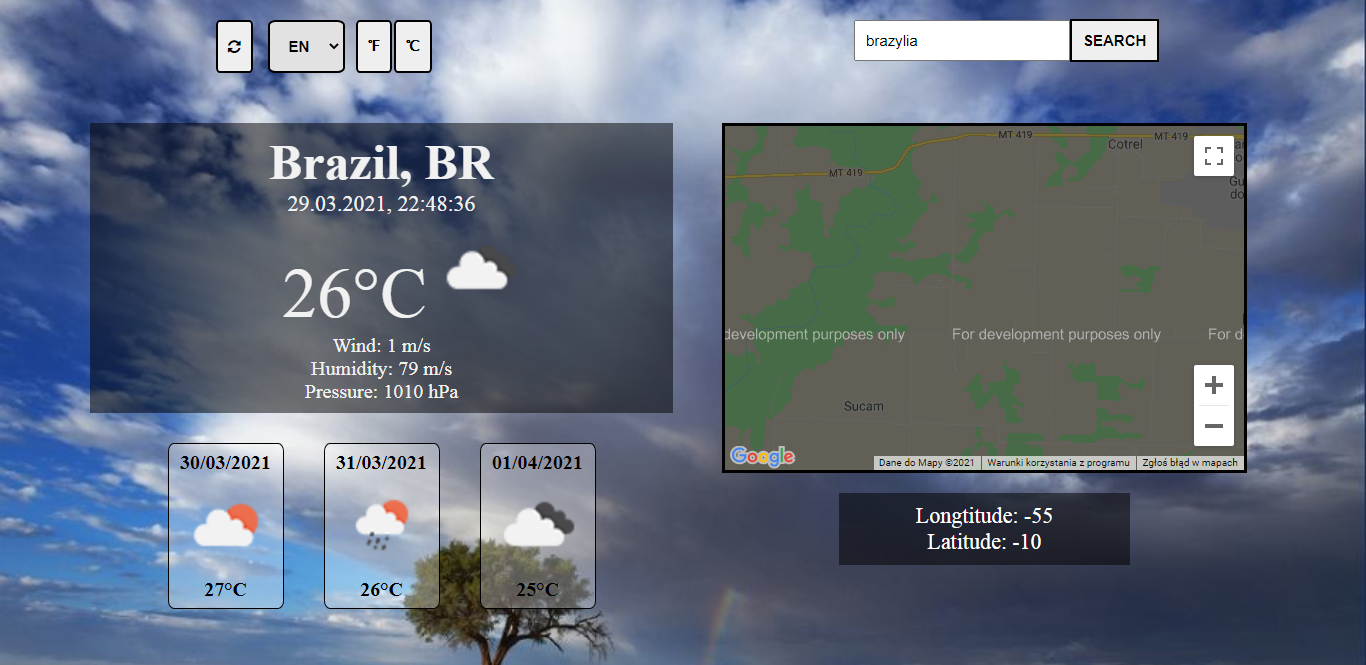 EN
°F
°C
brazylia
SEARCH
Brazil, BR
29.03.2021, 22:48:36
26°C
Wind: 1 m/s
Humidity: 79 m/s
Pressure: 1010 hPa
30/03/2021
27°C
31/03/2021
26°C
01/04/2021
25°C
MT 419
MT 419
Cotrel
MT 419
Gu
do
development purposes only
For development purposes only
For d
Sucam
Google
Dane do Mapy ©2021
Warunki korzystania z programu
Zgłoś błąd w mapach
Longtitude: -55
Latitude: -10